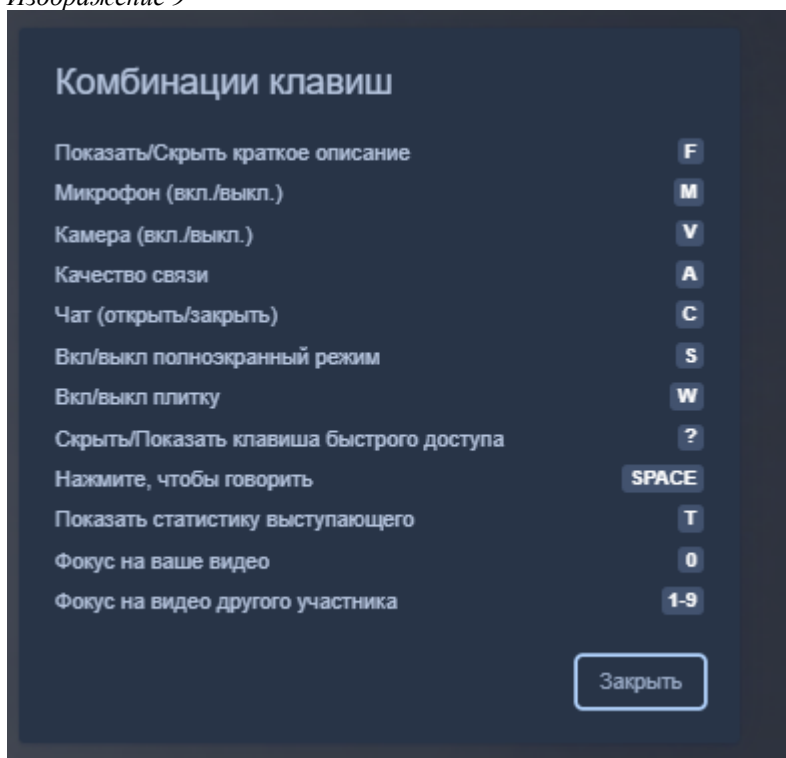 Изображение 9
Комбинации клавиш
Показать/Скрыть краткое описание F
Микрофон (вкл./выкл.) M
Камера (вкл./выкл.) V
Качество связи A
Чат (открыть/закрыть) C
Вкл/выкл полноэкранный режим S
Вкл/выкл плитку W
Скрыть/Показать клавиша быстрого доступа ?
Нажмите, чтобы говорить SPACE
Показать статистику выступающего T
Фокус на ваше видео 0
Фокус на видео другого участника 1-9
Закрыть